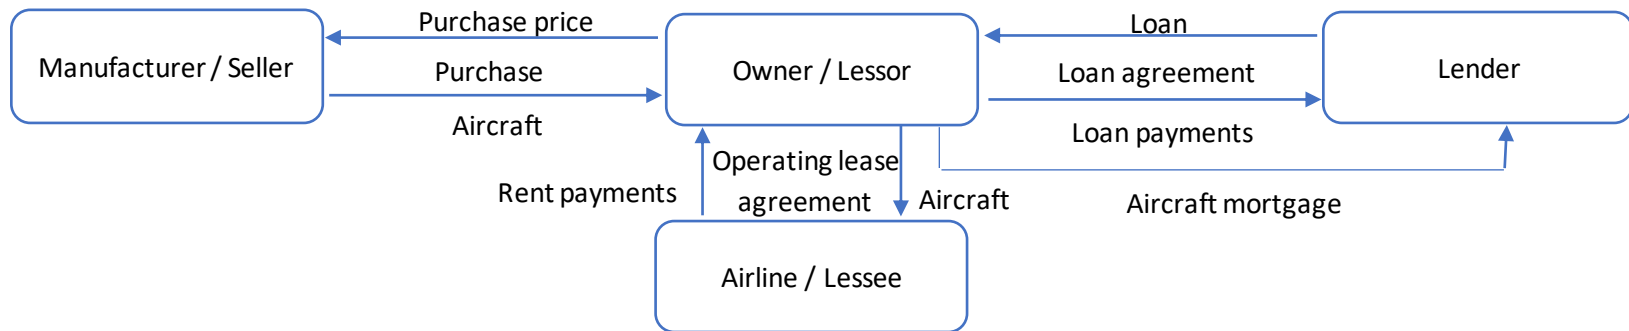 Purchase price
Loan
Manufacturer / Seller
Purchase
Owner / Lessor
Loan agreement
Lender
Aircraft
Loan payments
Operating lease
agreement
Rent payments
Aircraft
Aircraft mortgage
Airline / Lessee